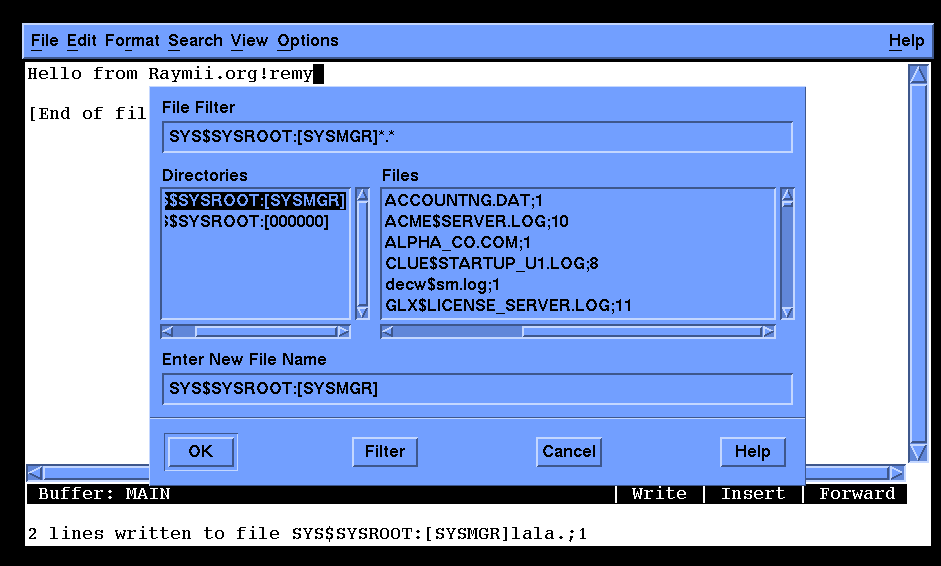 File Edit Format Search View Options Help
Hello from Raymii.org!remy
[End of fil
File Filter
SYS$SYSROOT:[SYSMGR]*.*
Directories
$SYSROOT:[SYSMGR]
$SYSROOT:[000000]
Files
ACCOUNTNG.DAT;1
ACME$SERVER.LOG;10
ALPHA_CO.COM;1
CLUE$STARTUP_U1.LOG;8
decw$sm.log;1
GLX$LICENSE_SERVER.LOG;11
Enter New File Name
SYS$SYSROOT:[SYSMGR]
OK Filter Cancel Help
Buffer: MAIN | Write | Insert | Forward
2 lines written to file SYS$SYSROOT:[SYSMGR]lala.;1